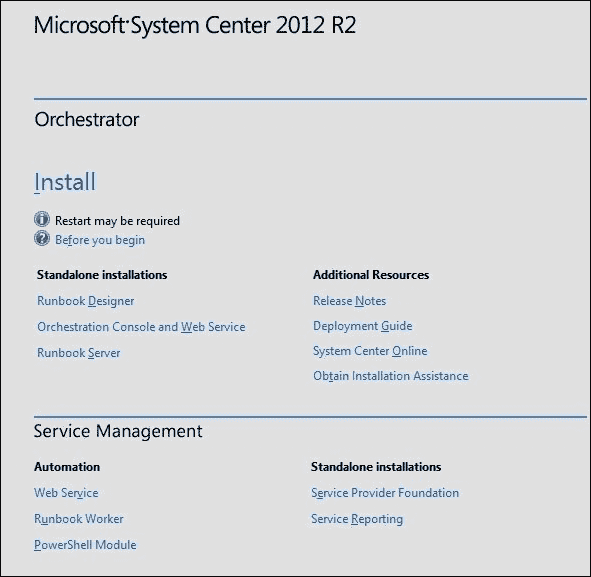 Microsoft System Center 2012 R2
Orchestrator
Install
Restart may be required
Before you begin
Standalone installations
Runbook Designer
Orchestration Console and Web Service
Runbook Server
Additional Resources
Release Notes
Deployment Guide
System Center Online
Obtain Installation Assistance
Service Management
Automation
Web Service
Runbook Worker
PowerShell Module
Standalone installations
Service Provider Foundation
Service Reporting